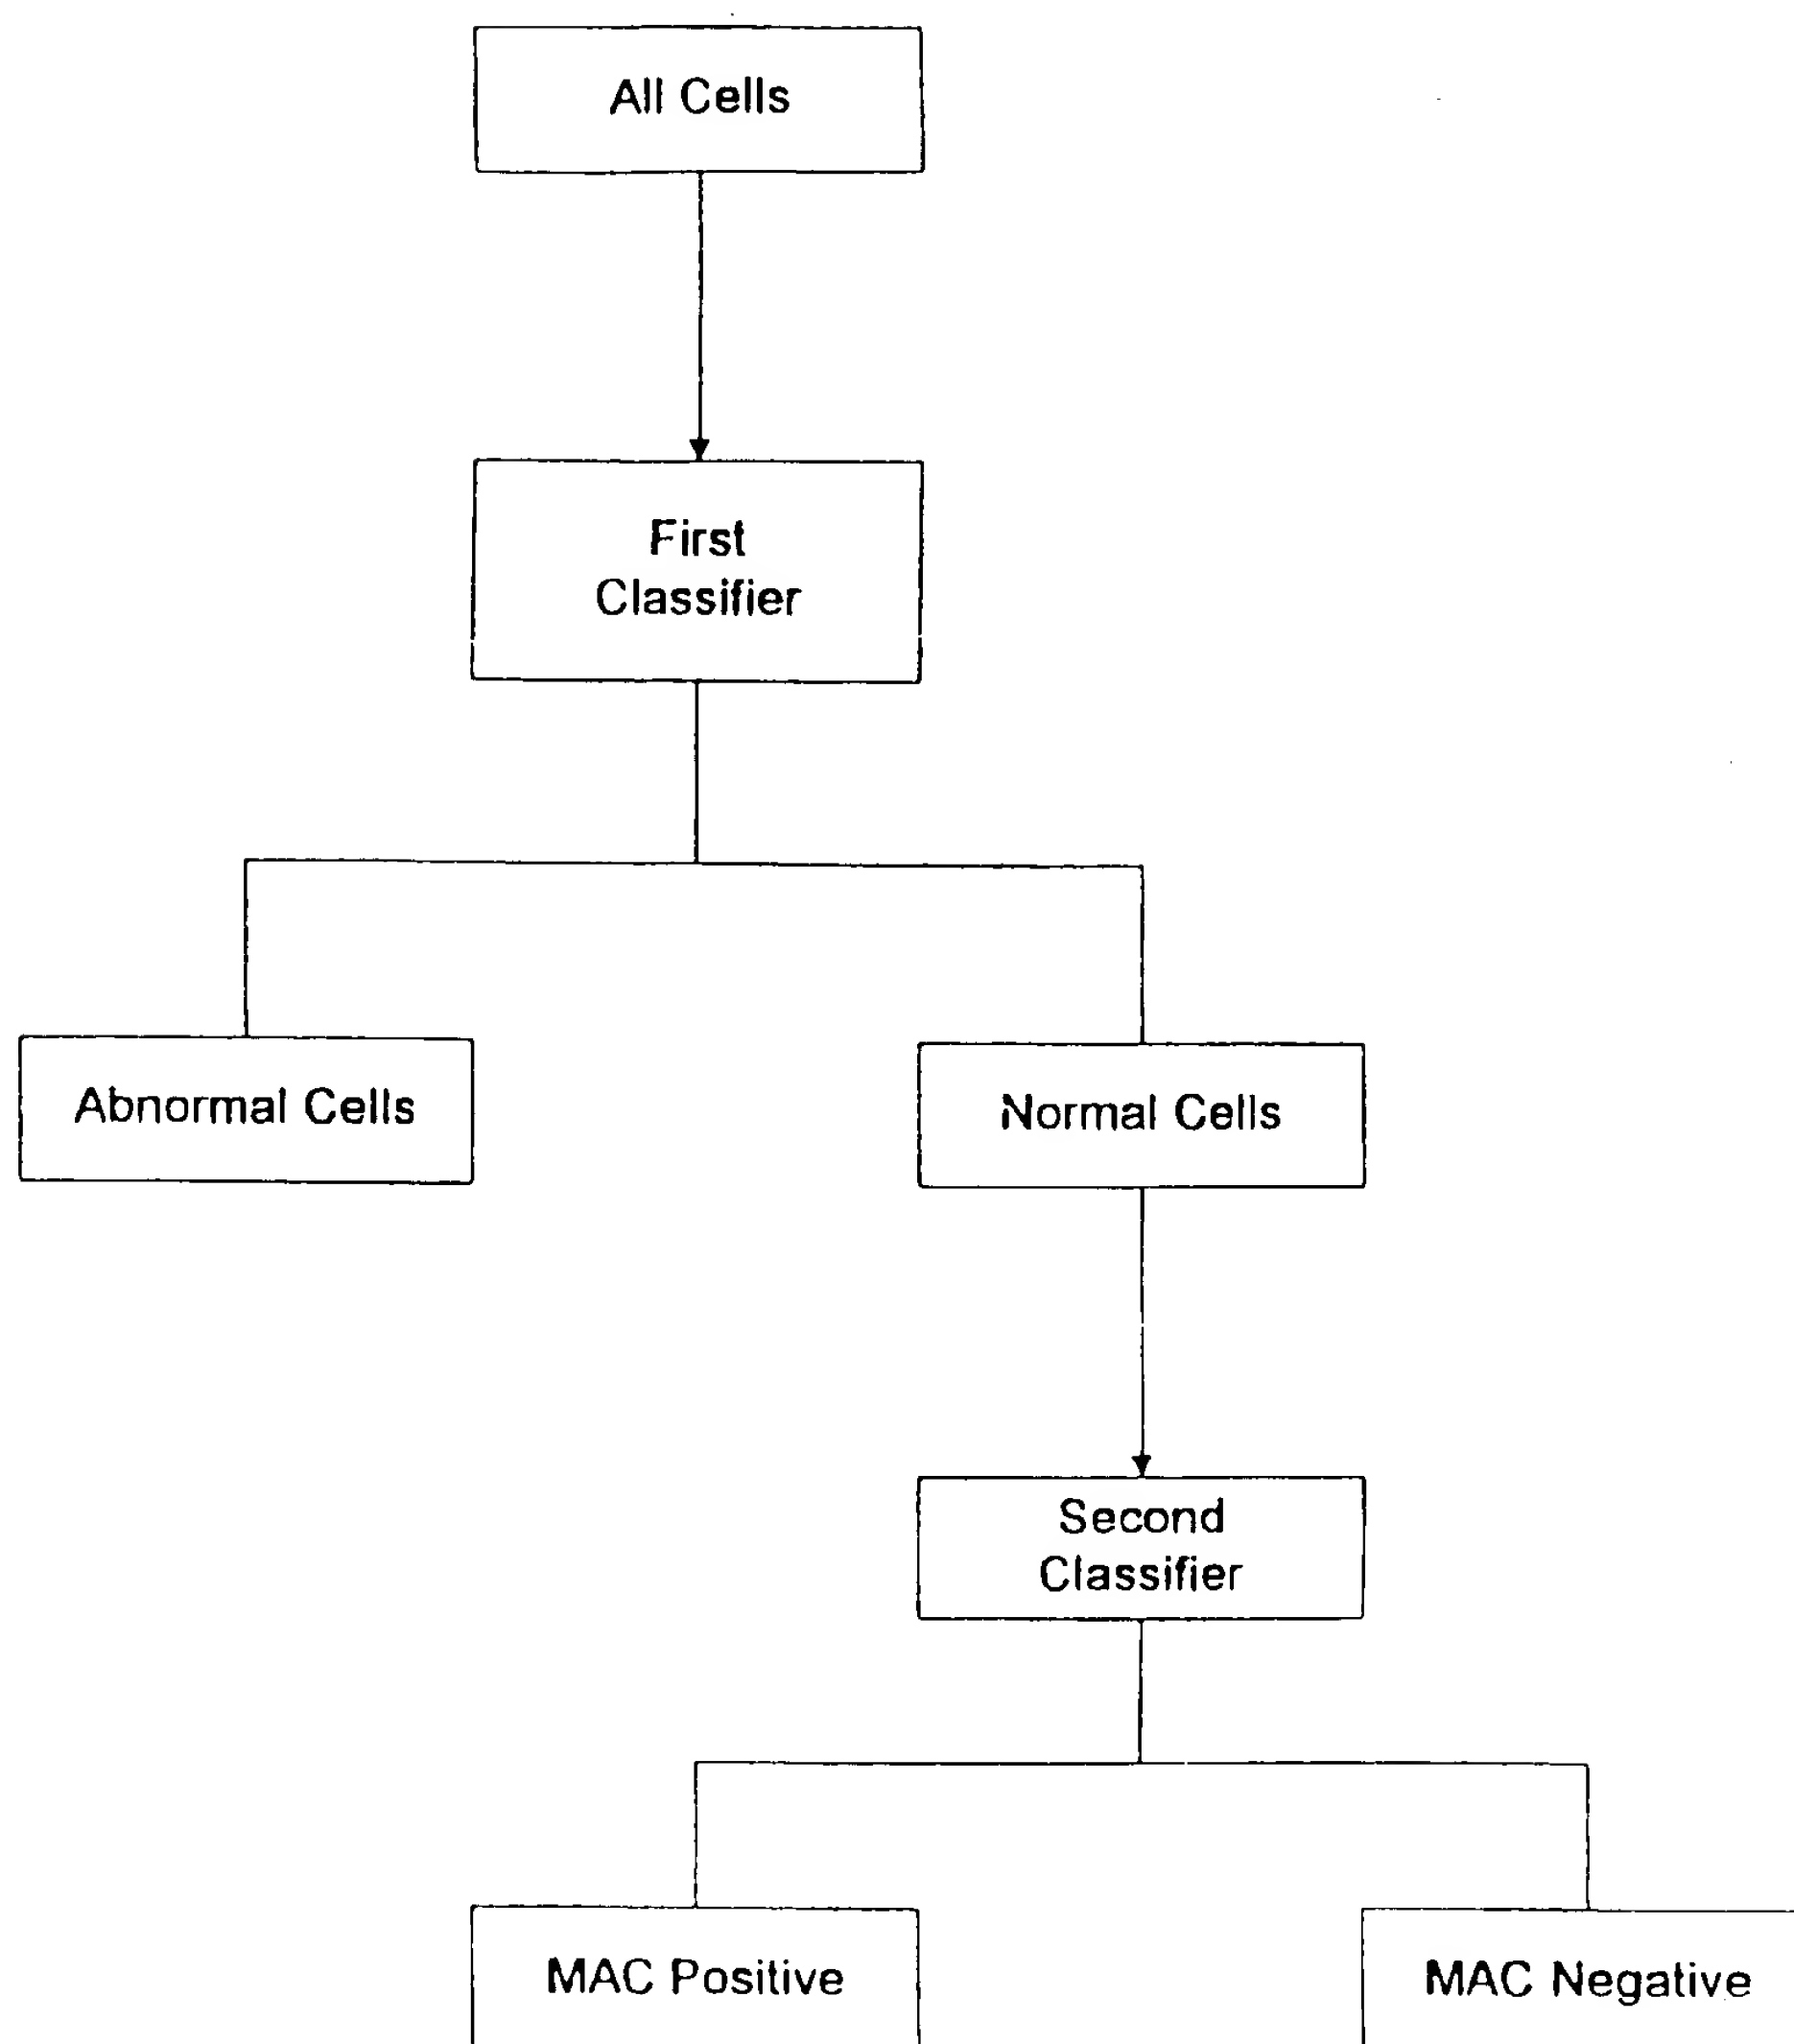 All Cells
First
Classifier
Abnormal Cells
Normal Cells
Second
Classifier
MAC Positive
MAC Negative